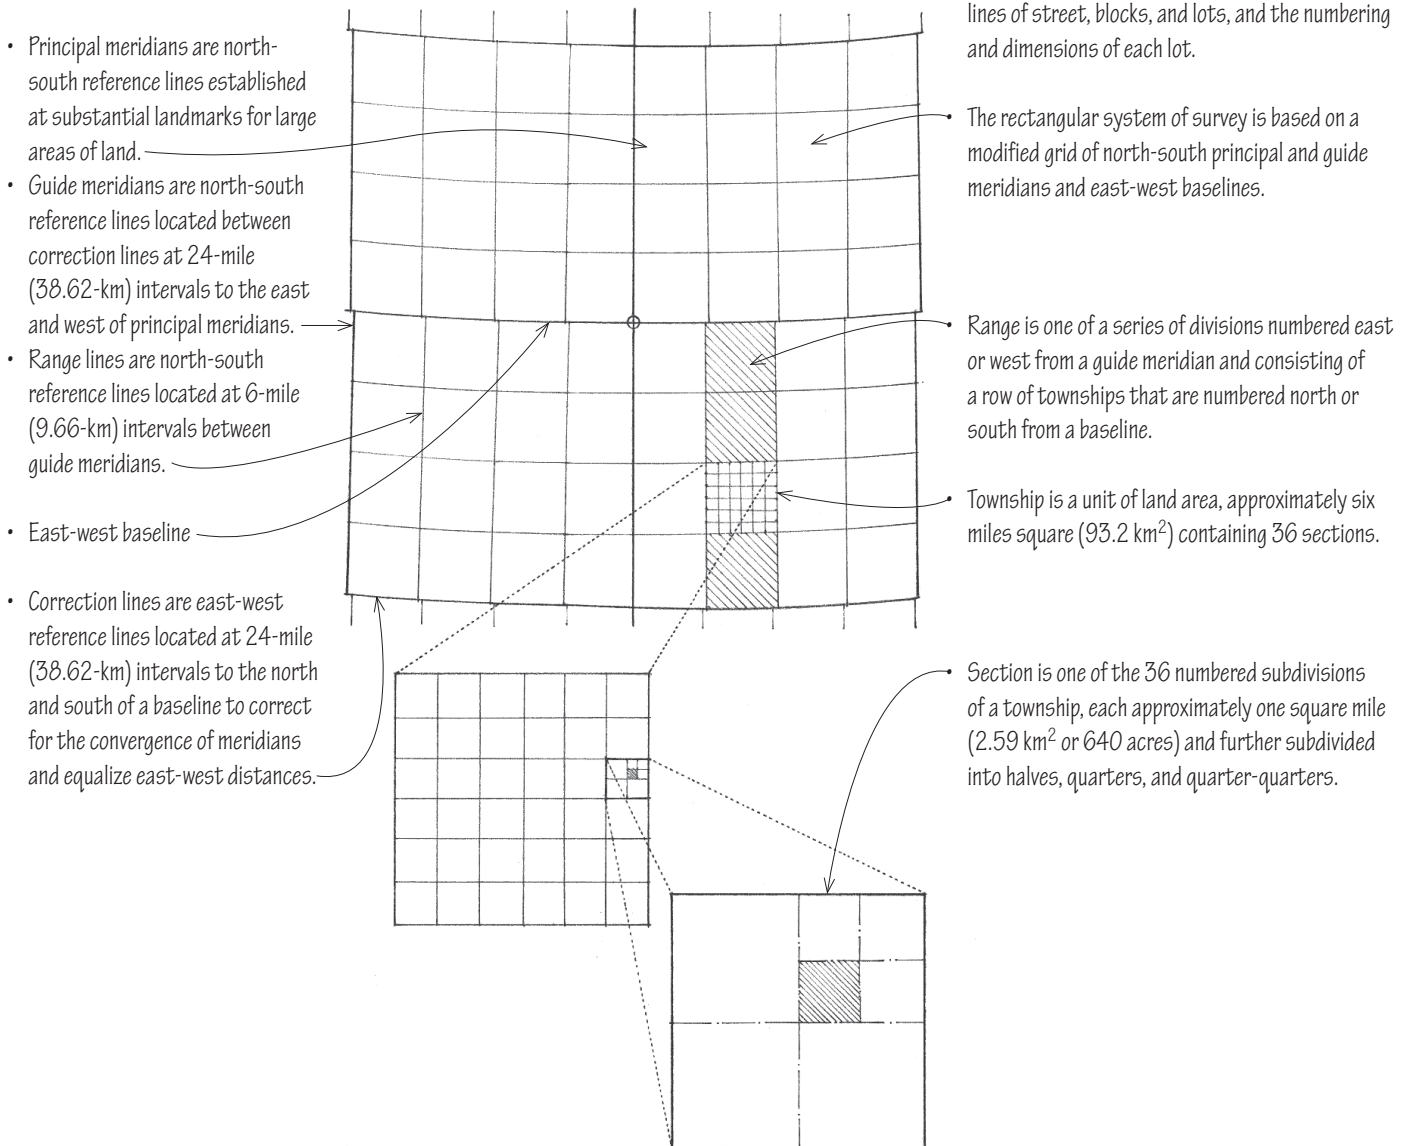 • Principal meridians are north-
south reference lines established
at substantial landmarks for large
areas of land.
• Guide meridians are north-south
reference lines located between
correction lines at 24-mile
(38.62-km) intervals to the east
and west of principal meridians.
• Range lines are north-south
reference lines located at 6-mile
(9.66-km) intervals between
guide meridians.
• East-west baseline
• Correction lines are east-west
reference lines located at 24-mile
(38.62-km) intervals to the north
and south of a baseline to correct
for the convergence of meridians
and equalize east-west distances.
lines of street, blocks, and lots, and the numbering
and dimensions of each lot.
• The rectangular system of survey is based on a
modified grid of north-south principal and guide
meridians and east-west baselines.
• Range is one of a series of divisions numbered east
or west from a guide meridian and consisting of
a row of townships that are numbered north or
south from a baseline.
• Township is a unit of land area, approximately six
miles square (93.2 km²) containing 36 sections.
• Section is one of the 36 numbered subdivisions
of a township, each approximately one square mile
(2.59 km² or 640 acres) and further subdivided
into halves, quarters, and quarter-quarters.